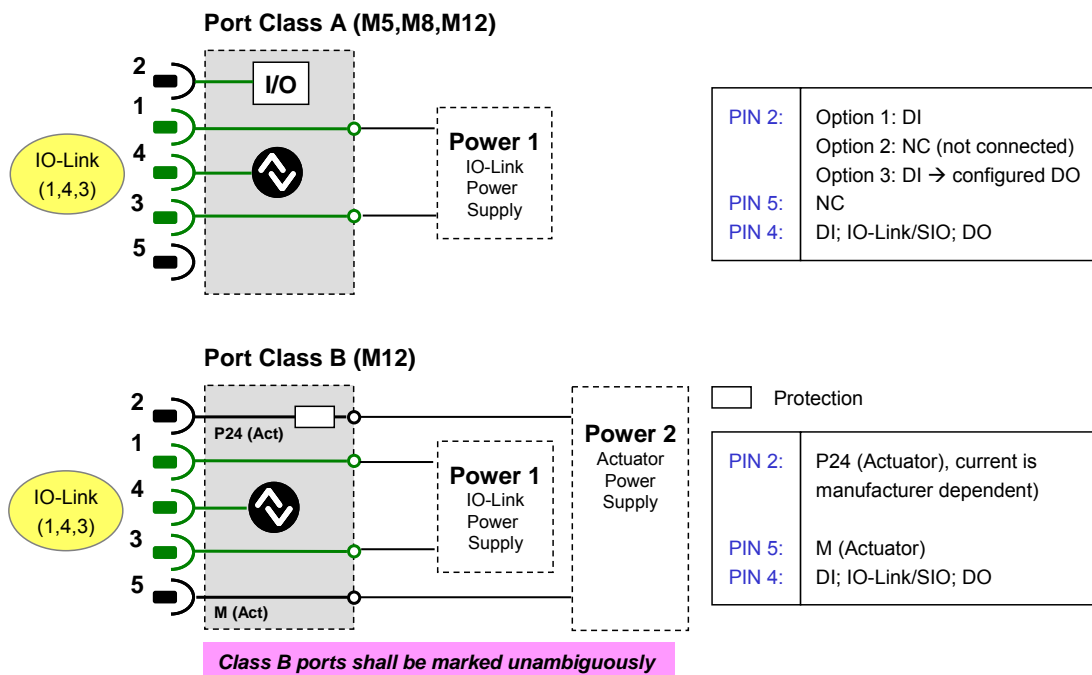 Port Class A (M5,M8,M12)
2
I/O
1
4
3
5
IO-Link
(1,4,3)
Power 1
IO-Link
Power
Supply
PIN 2: Option 1: DI
Option 2: NC (not connected)
Option 3: DI → configured DO
PIN 5: NC
PIN 4: DI; IO-Link/SIO; DO
Port Class B (M12)
2
P24 (Act)
1
4
3
5
M (Act)
IO-Link
(1,4,3)
Power 1
IO-Link
Power
Supply
Power 2
Actuator
Power
Supply
Protection
PIN 2: P24 (Actuator), current is
manufacturer dependent)
PIN 5: M (Actuator)
PIN 4: DI; IO-Link/SIO; DO
Class B ports shall be marked unambiguously